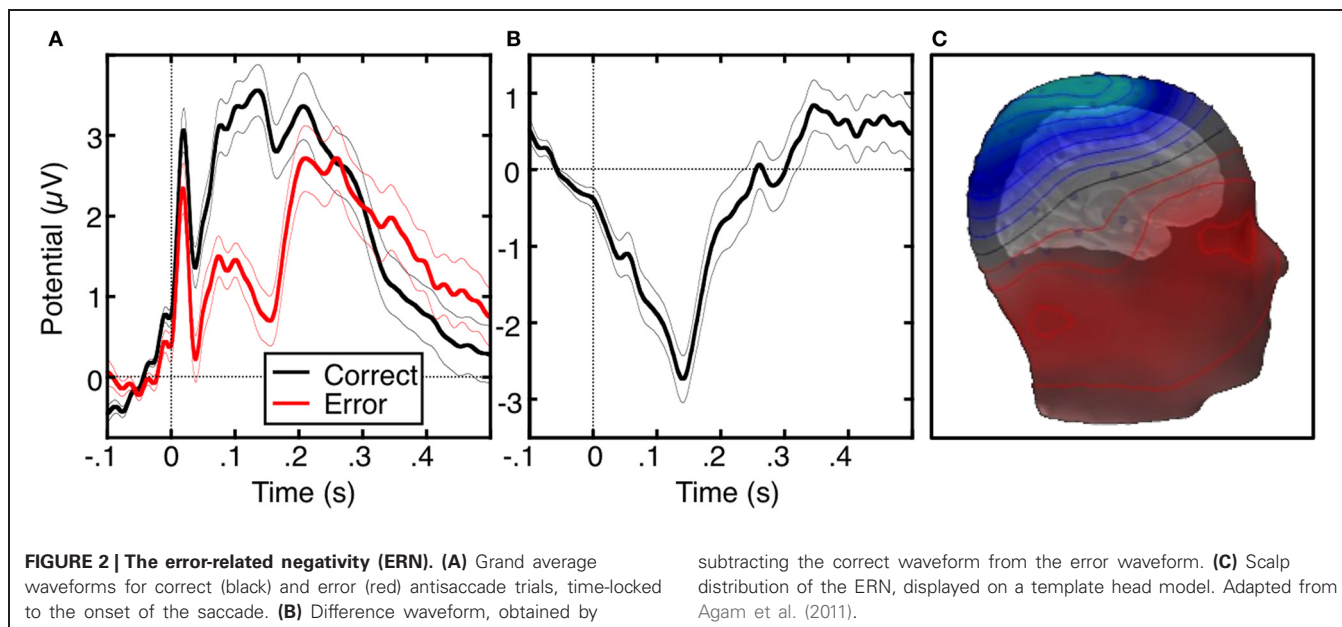 A
B
C
Potential (µV)
3
2
1
0
Correct
Error
-.1 0 .1 .2 .3 .4
Time (s)
1
0
-1
-2
-3
-.1 0 .1 .2 .3 .4
Time (s)
FIGURE 2 | The error-related negativity (ERN). (A) Grand average
waveforms for correct (black) and error (red) antisaccade trials, time-locked
to the onset of the saccade. (B) Difference waveform, obtained by
subtracting the correct waveform from the error waveform. (C) Scalp
distribution of the ERN, displayed on a template head model. Adapted from
Agam et al. (2011).